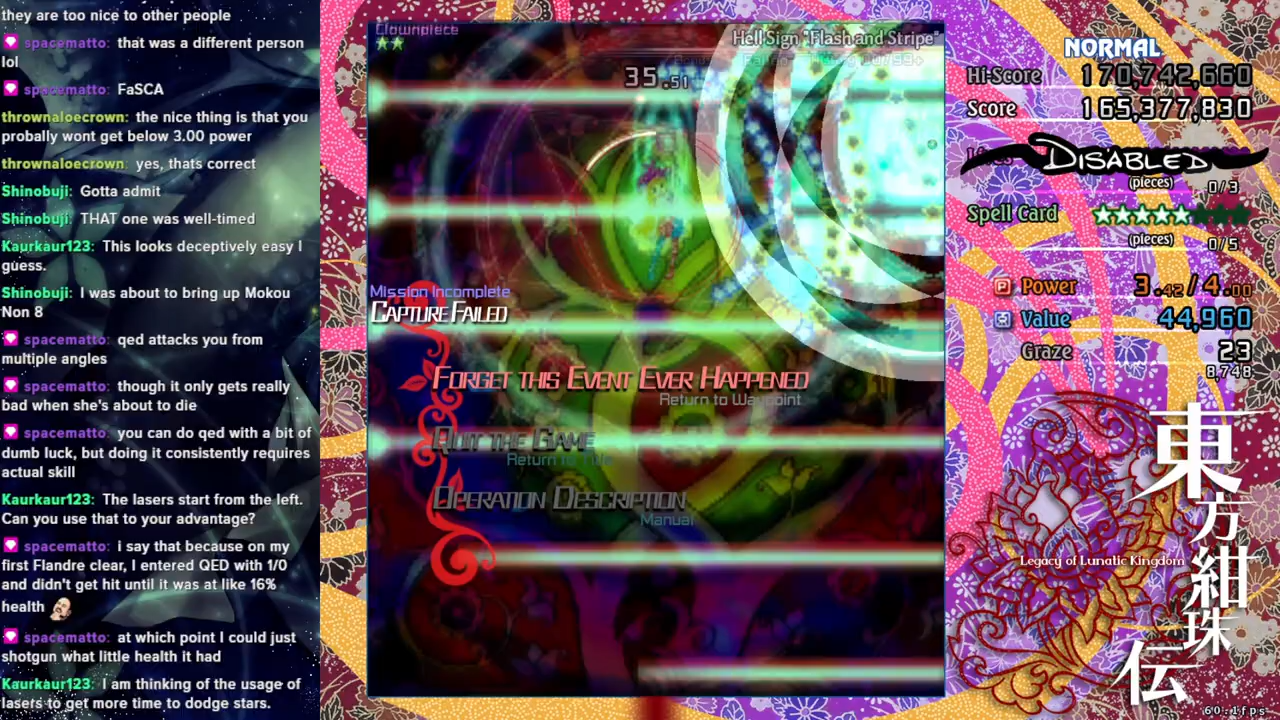 they are too nice to other people
spacematto: that was a different person
lol
spacematto: FaSCA
thrownaloecrown: the nice thing is that you
probally wont get below 3.00 power
thrownaloecrown: yes, thats correct
Shinobuji: Gotta admit
Shinobuji: THAT one was well-timed
Kaurkaur123: This looks deceptively easy I
guess.
Shinobuji: I was about to bring up Mokou
Non 8
spacematto: qed attacks you from
multiple angles
spacematto: though it only gets really
bad when she's about to die
spacematto: you can do qed with a bit of
dumb luck, but doing it consistently requires
actual skill
Kaurkaur123: The lasers start from the left.
Can you use that to your advantage?
spacematto: i say that because on my
first Flandre clear, I entered QED with 1/0
and didn't get hit until it was at like 16%
health
spacematto: at which point I could just
shotgun what little health it had
Kaurkaur123: I am thinking of the usage of
lasers to get more time to dodge stars.
Clownpiece
Hell Sign "Flash and Stripe"
35.51
Mission Incomplete
Capture Failed
Forget this Event Ever Happened
Return to Waypoint
Quit the Game
Return to Title
Operation Description
Manual
NORMAL
Hi-Score 170,742,660
Score 165,377,830
Disabled
(pieces) 0/3
Spell Card
(pieces) 0/5
Power 3.42/4.00
Value 44,960
Graze 23
8,748
東方紺珠伝
Legacy of Lunatic Kingdom
60.1fps